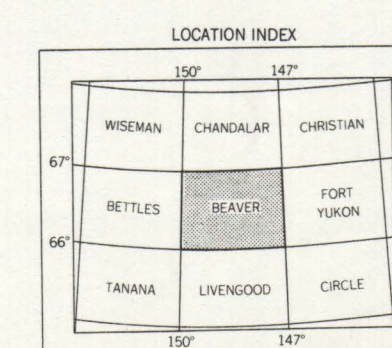 LOCATION INDEX
150° 147°
WISEMAN CHANDALAR CHRISTIAN
67°
BETTLES BEAVER FORT YUKON
66°
TANANA LIVENGOOD CIRCLE
150° 147°